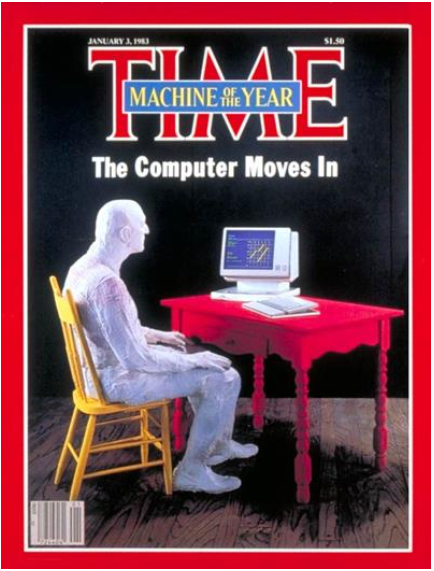 JANUARY 3, 1983 $1.50
TIME
MACHINE OF THE YEAR
The Computer Moves In